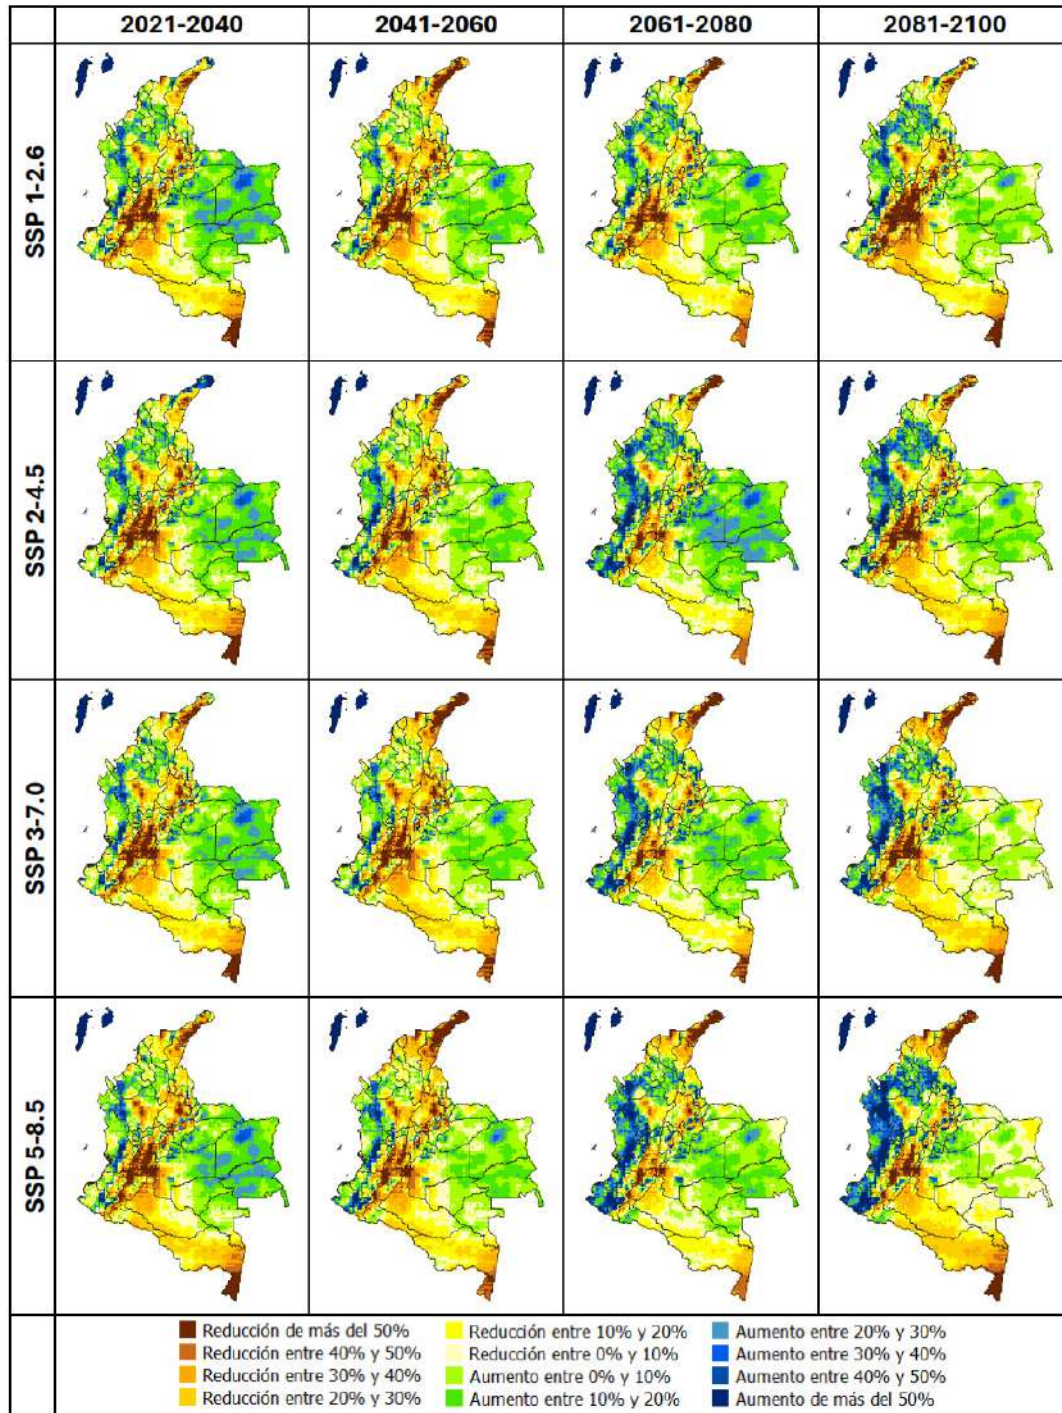 2021-2040 2041-2060 2061-2080 2081-2100
SSP 1-2.6
SSP 2-4.5
SSP 3-7.0
SSP 5-8.5
Reducción de más del 50% Reducción entre 10% y 20% Aumento entre 20% y 30%
Reducción entre 40% y 50% Reducción entre 0% y 10% Aumento entre 30% y 40%
Reducción entre 30% y 40% Aumento entre 0% y 10% Aumento entre 40% y 50%
Reducción entre 20% y 30% Aumento entre 10% y 20% Aumento de más del 50%